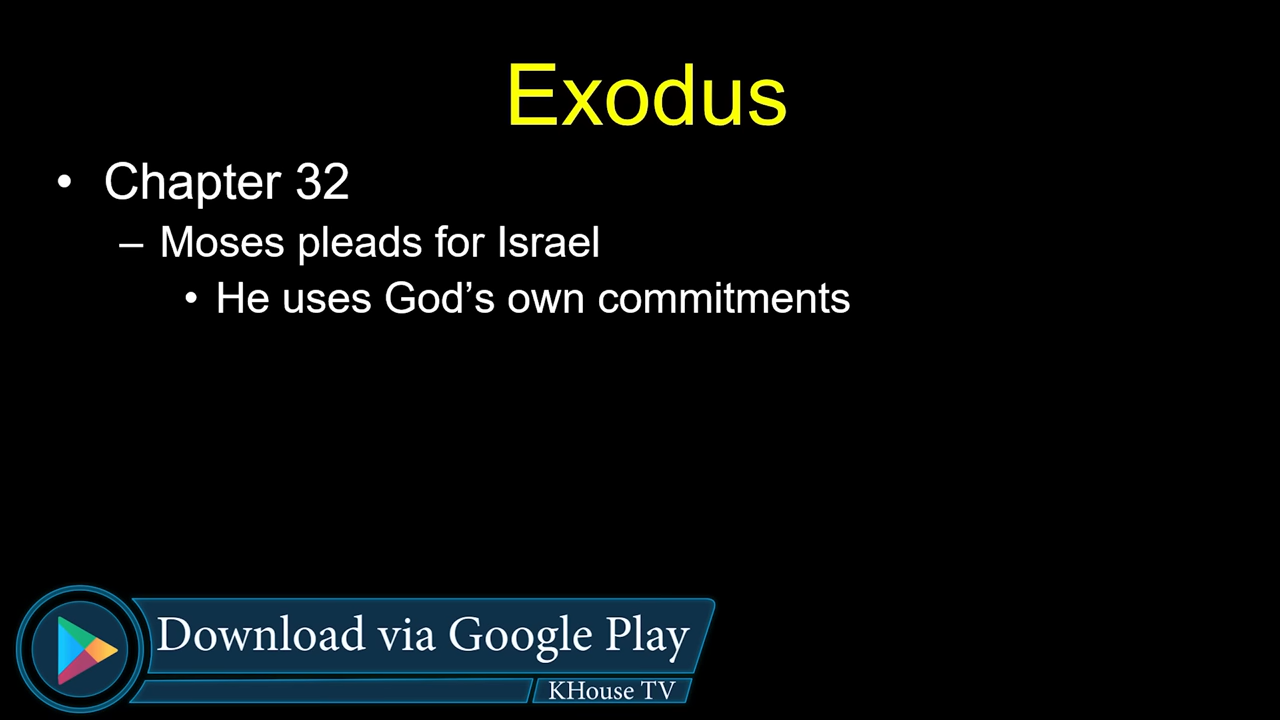 Exodus
• Chapter 32
– Moses pleads for Israel
• He uses God’s own commitments
Download via Google Play
KHouse TV